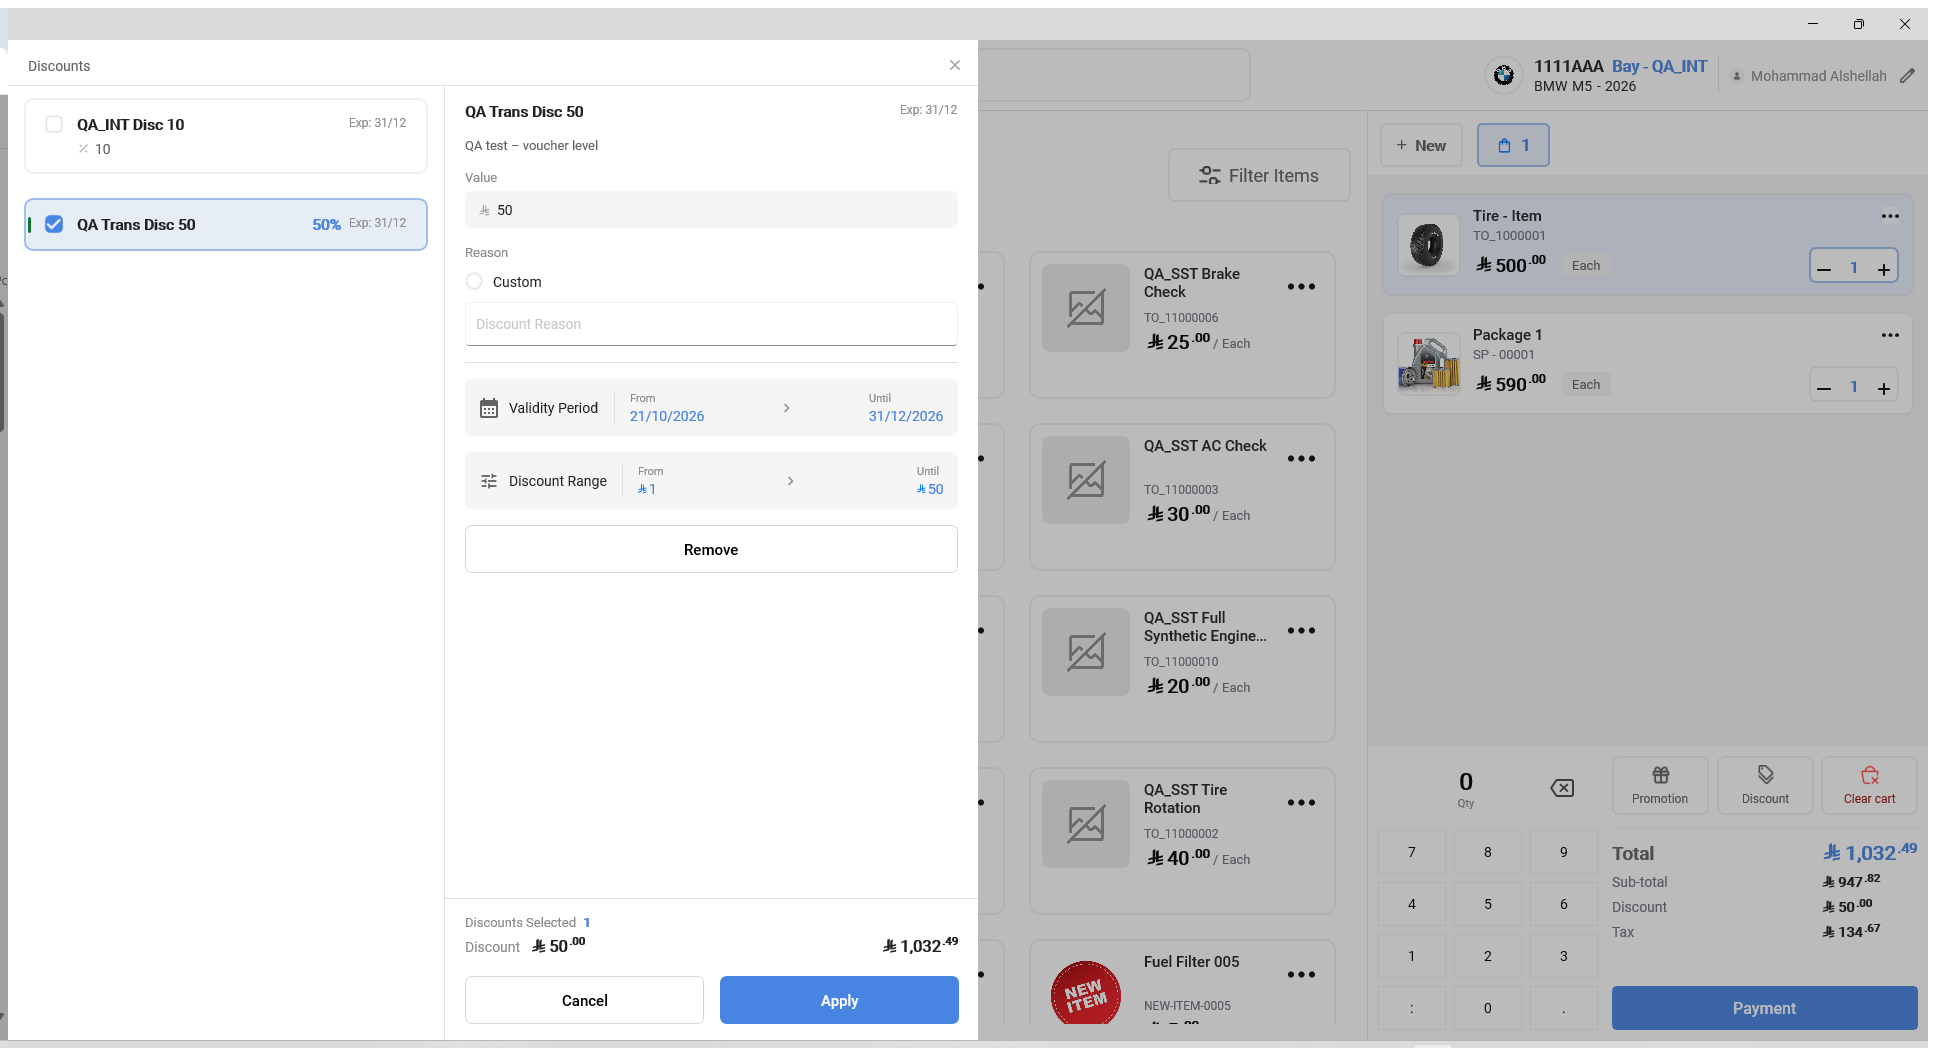 Discounts
QA_INT Disc 10
Exp: 31/12
10
QA Trans Disc 50
50%
Exp: 31/12
QA Trans Disc 50
Exp: 31/12
QA test – voucher level
Value
50
Reason
Custom
Discount Reason
Validity Period
From
21/10/2026
Until
31/12/2026
Discount Range
From
1
Until
50
Remove
Discounts Selected 1
Discount 50.00
1,032.49
Cancel
Apply
1111AAA Bay - QA_INT
BMW M5 - 2026
Mohammad Alshellah
Filter Items
QA_SST Brake
Check
TO_11000006
25.00 / Each
QA_SST AC Check
TO_11000003
30.00 / Each
QA_SST Full
Synthetic Engine...
TO_11000010
20.00 / Each
QA_SST Tire
Rotation
TO_11000002
40.00 / Each
Fuel Filter 005
NEW-ITEM-0005
NEW
ITEM
+ New
1
Tire - Item
TO_1000001
500.00 Each
1
Package 1
SP - 00001
590.00 Each
1
0
Qty
Promotion
Discount
Clear cart
7 8 9
4 5 6
1 2 3
: 0 .
Total 1,032.49
Sub-total 947.82
Discount 50.00
Tax 134.67
Payment